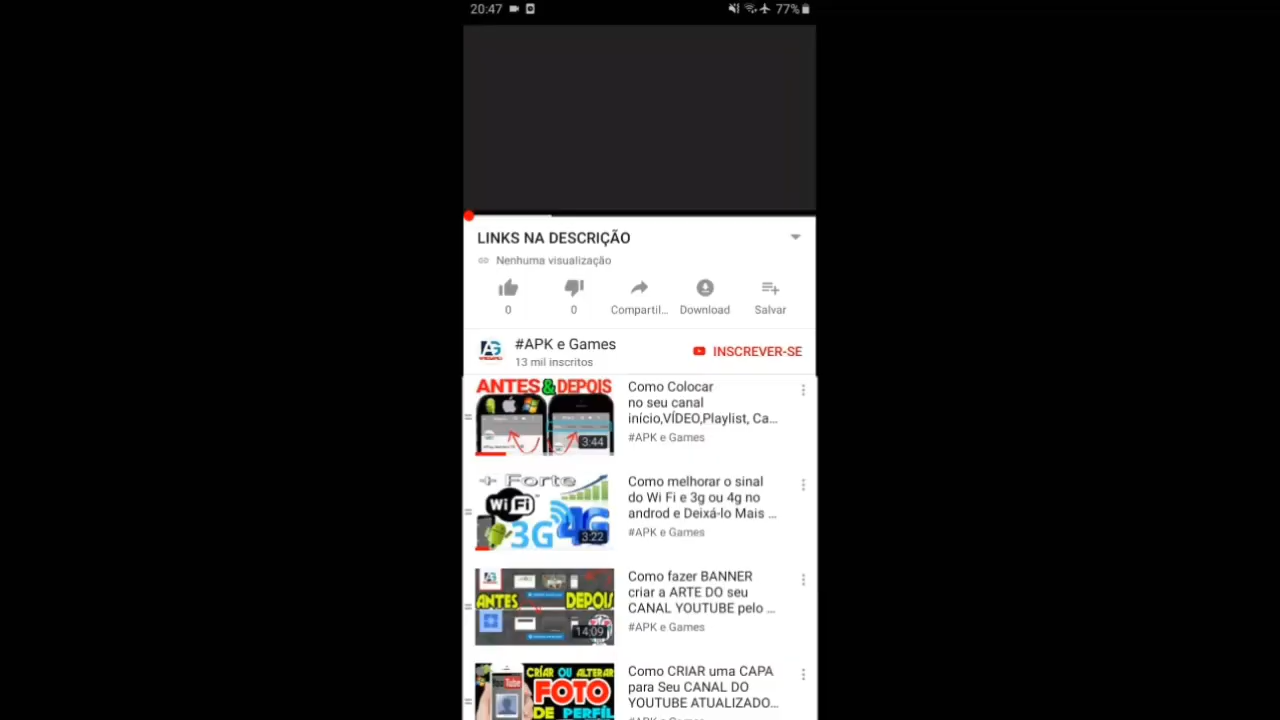 20:47
77%
LINKS NA DESCRIÇÃO
Nenhuma visualização
0
0
Compartil...
Download
Salvar
#APK e Games
13 mil inscritos
INSCREVER-SE
ANTES&DEPOIS
3:44
Como Colocar
no seu canal
início,VÍDEO,Playlist, Ca...
#APK e Games
+ Forte
WiFi
3G
4G
3:22
Como melhorar o sinal
do Wi Fi e 3g ou 4g no
androd e Deixá-lo Mais ...
#APK e Games
ANTES
DEPOIS
14:09
Como fazer BANNER
criar a ARTE DO seu
CANAL YOUTUBE pelo ...
#APK e Games
CRIAR OU ALTERAR
YouTube
FOTO
DE PERFIL
Como CRIAR uma CAPA
para Seu CANAL DO
YOUTUBE ATUALIZADO...
#APK e Games